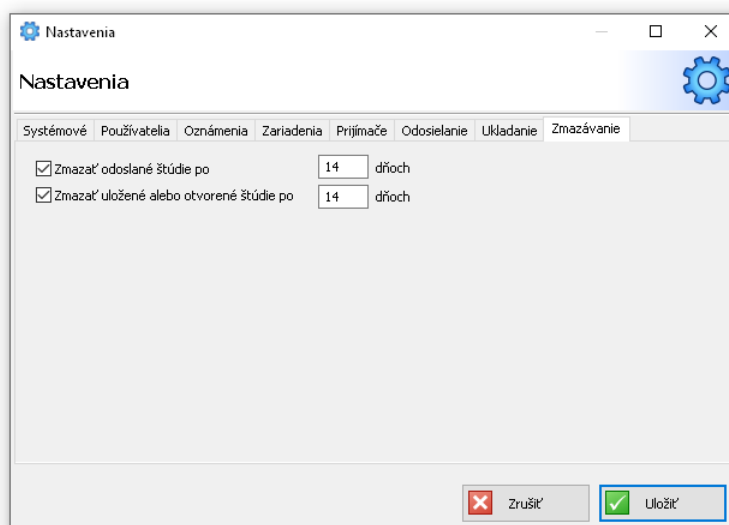 Nastavenia
Nastavenia
Systémové Používatelia Oznámenia Zariadenia Prijímače Odosielanie Ukladanie Zmazávanie
Zmazať odoslané štúdie po 14 dňoch
Zmazať uložené alebo otvorené štúdie po 14 dňoch
Zrušiť Uložiť